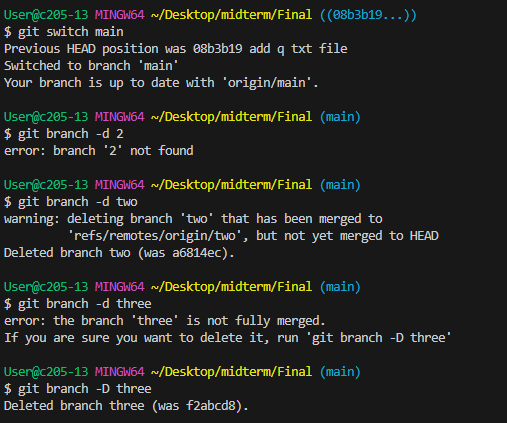 User@c205-13 MINGW64 ~/Desktop/midterm/Final ((08b3b19...))
$ git switch main
Previous HEAD position was 08b3b19 add q txt file
Switched to branch 'main'
Your branch is up to date with 'origin/main'.
User@c205-13 MINGW64 ~/Desktop/midterm/Final (main)
$ git branch -d 2
error: branch '2' not found
User@c205-13 MINGW64 ~/Desktop/midterm/Final (main)
$ git branch -d two
warning: deleting branch 'two' that has been merged to
'refs/remotes/origin/two', but not yet merged to HEAD
Deleted branch two (was a6814ec).
User@c205-13 MINGW64 ~/Desktop/midterm/Final (main)
$ git branch -d three
error: the branch 'three' is not fully merged.
If you are sure you want to delete it, run 'git branch -D three'
User@c205-13 MINGW64 ~/Desktop/midterm/Final (main)
$ git branch -D three
Deleted branch three (was f2abcd8).